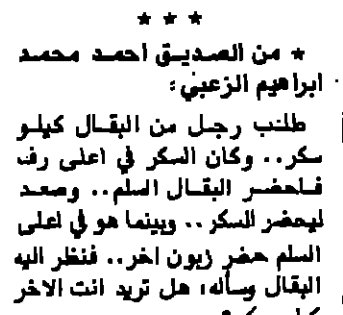 * * *
* من الصديق احمد محمد
ابراهيم الزعبي:
طلب رجل من البقال كيلو
سكر.. وكان السكر في اعلى رف
فاحضر البقال السلم.. وصعد
ليحضر السكر.. وبينما هو في اعلى
السلم حضر زبون اخر.. فنظر اليه
البقال وسأله، هل تريد انت الاخر